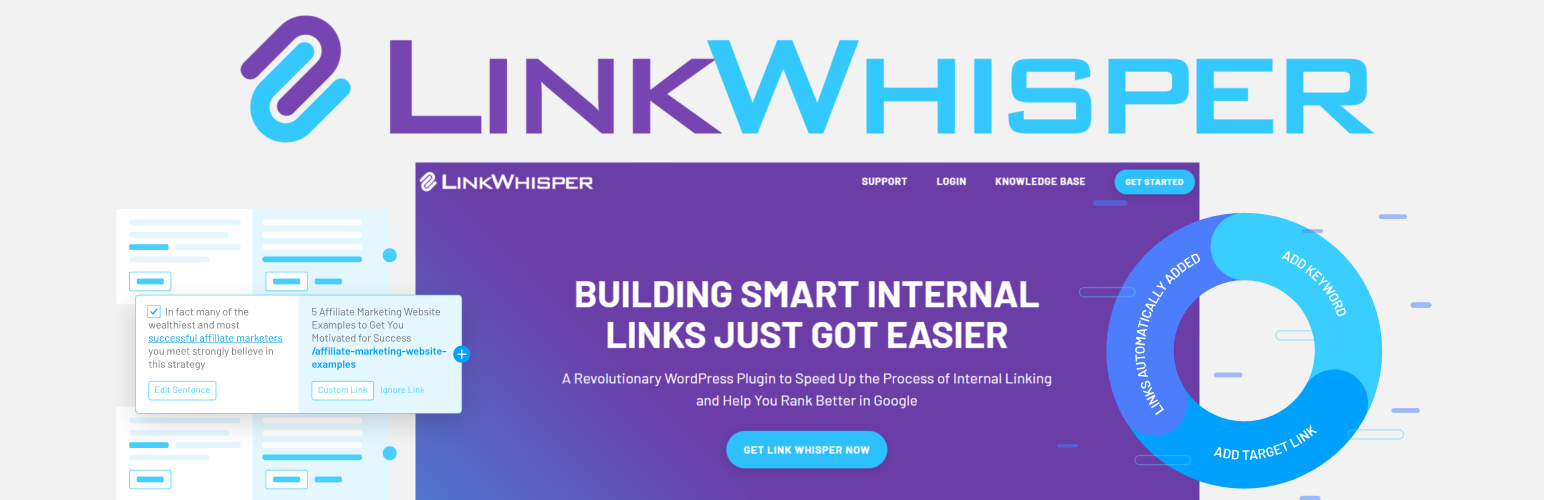 LINKWHISPER
LINKWHISPER
SUPPORT
LOGIN
KNOWLEDGE BASE
GET STARTED
BUILDING SMART INTERNAL
LINKS JUST GOT EASIER
A Revolutionary WordPress Plugin to Speed Up the Process of Internal Linking
and Help You Rank Better in Google
GET LINK WHISPER NOW
In fact many of the
wealthiest and most
successful affiliate marketers
you meet strongly believe in
this strategy
Edit Sentence
5 Affiliate Marketing Website
Examples to Get You
Motivated for Success
/affiliate-marketing-website-
examples
Custom Link
Ignore Link
LINKS AUTOMATICALLY ADDED
ADD KEYWORD
ADD TARGET LINK